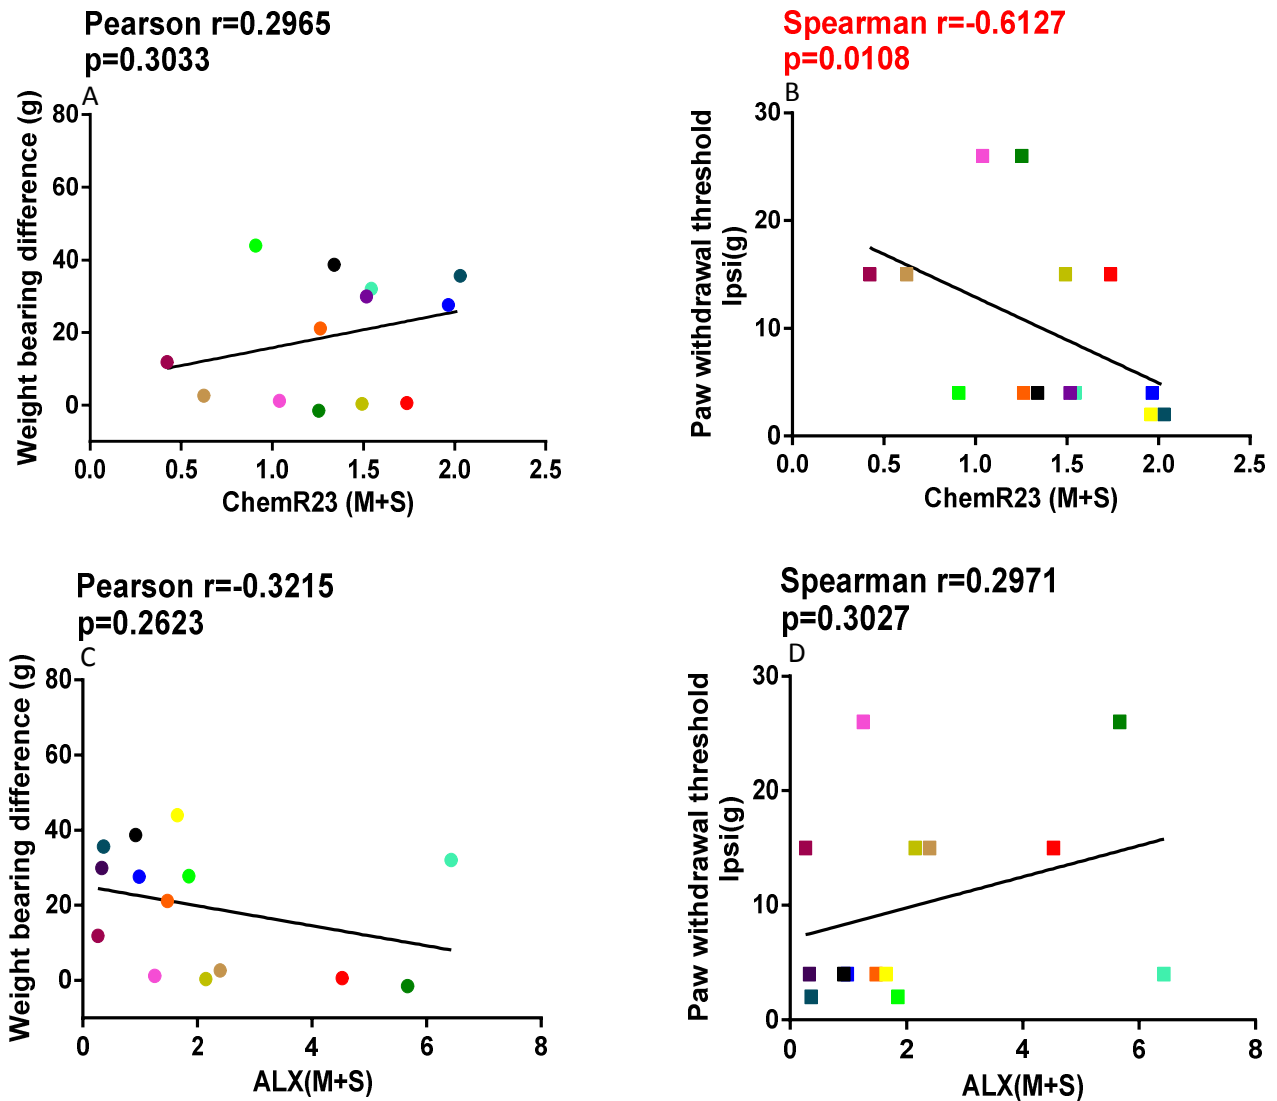 Pearson r=0.2965
p=0.3033
A
Weight bearing difference (g)
80
60
40
20
0
0.0 0.5 1.0 1.5 2.0 2.5
ChemR23 (M+S)
Spearman r=-0.6127
p=0.0108
B
Paw withdrawal threshold
Ipsi(g)
30
20
10
0
0.0 0.5 1.0 1.5 2.0 2.5
ChemR23 (M+S)
Pearson r=-0.3215
p=0.2623
C
Weight bearing difference (g)
80
60
40
20
0
0 2 4 6 8
ALX(M+S)
Spearman r=0.2971
p=0.3027
D
Paw withdrawal threshold
Ipsi(g)
30
20
10
0
0 2 4 6 8
ALX(M+S)